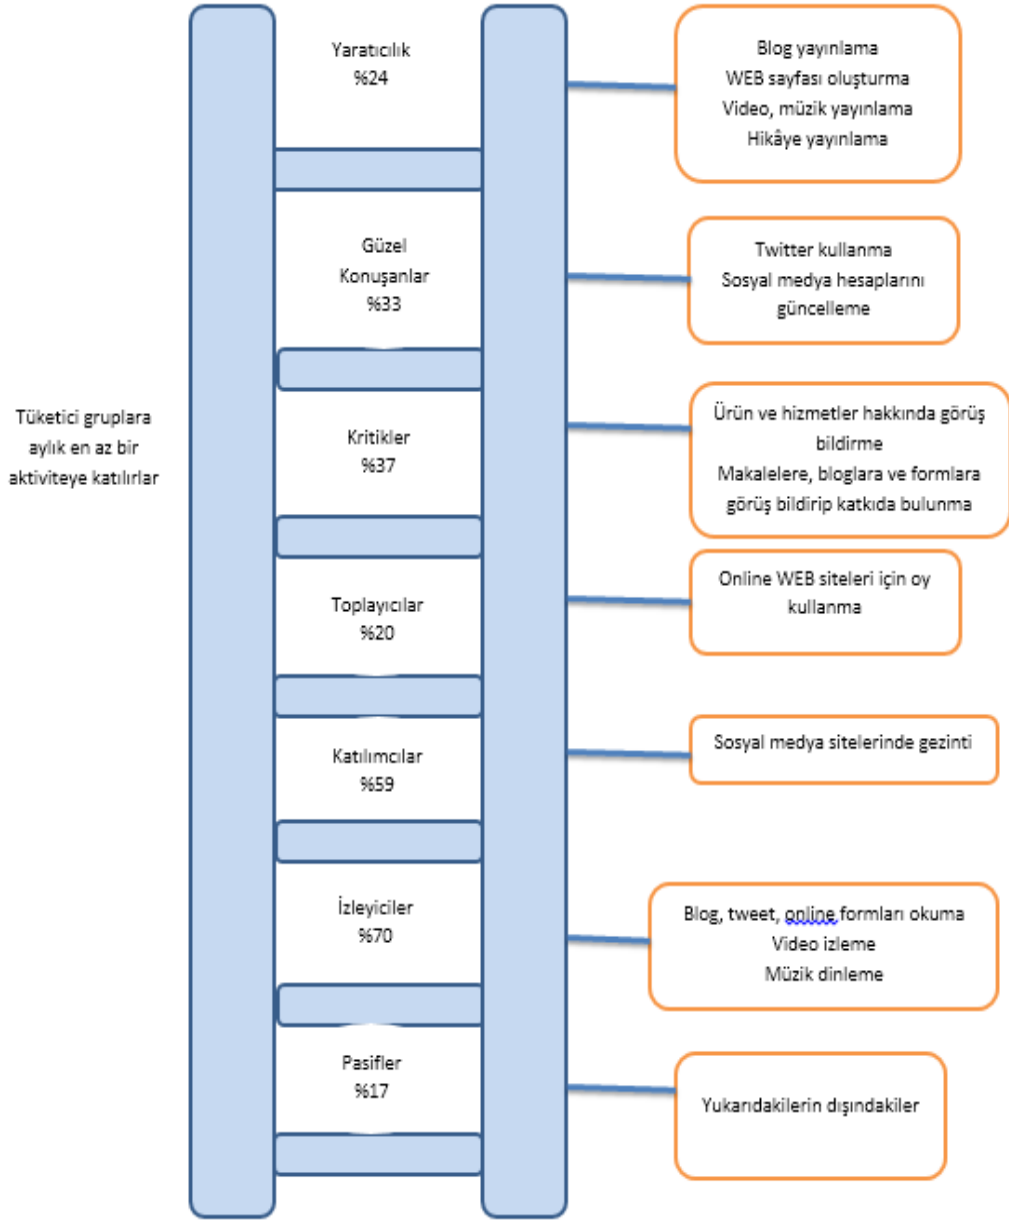 Yaratıcılık
%24
Blog yayınlama
WEB sayfası oluşturma
Video, müzik yayınlama
Hikâye yayınlama
Güzel
Konuşanlar
%33
Twitter kullanma
Sosyal medya hesaplarını
güncelleme
Tüketici gruplara
aylık en az bir
aktiviteye katılırlar
Kritikler
%37
Ürün ve hizmetler hakkında görüş
bildirme
Makalelere, bloglara ve formlara
görüş bildirip katkıda bulunma
Toplayıcılar
%20
Online WEB siteleri için oy
kullanma
Katılımcılar
%59
Sosyal medya sitelerinde gezinti
İzleyiciler
%70
Blog, tweet, online formları okuma
Video izleme
Müzik dinleme
Pasifler
%17
Yukarıdakilerin dışındakiler